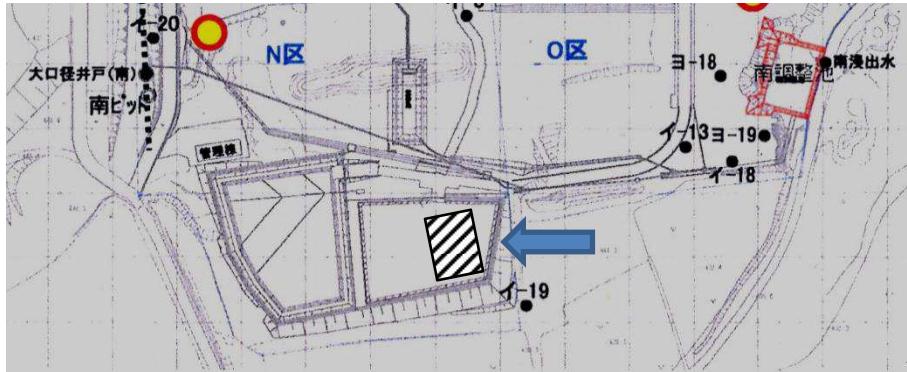 イ-20
N区
O区
ヨ-18
南調整池
南浸出水
大口径井戸(南)
南ピット
イ-13
ヨ-19
イ-18
管理棟
イ-19